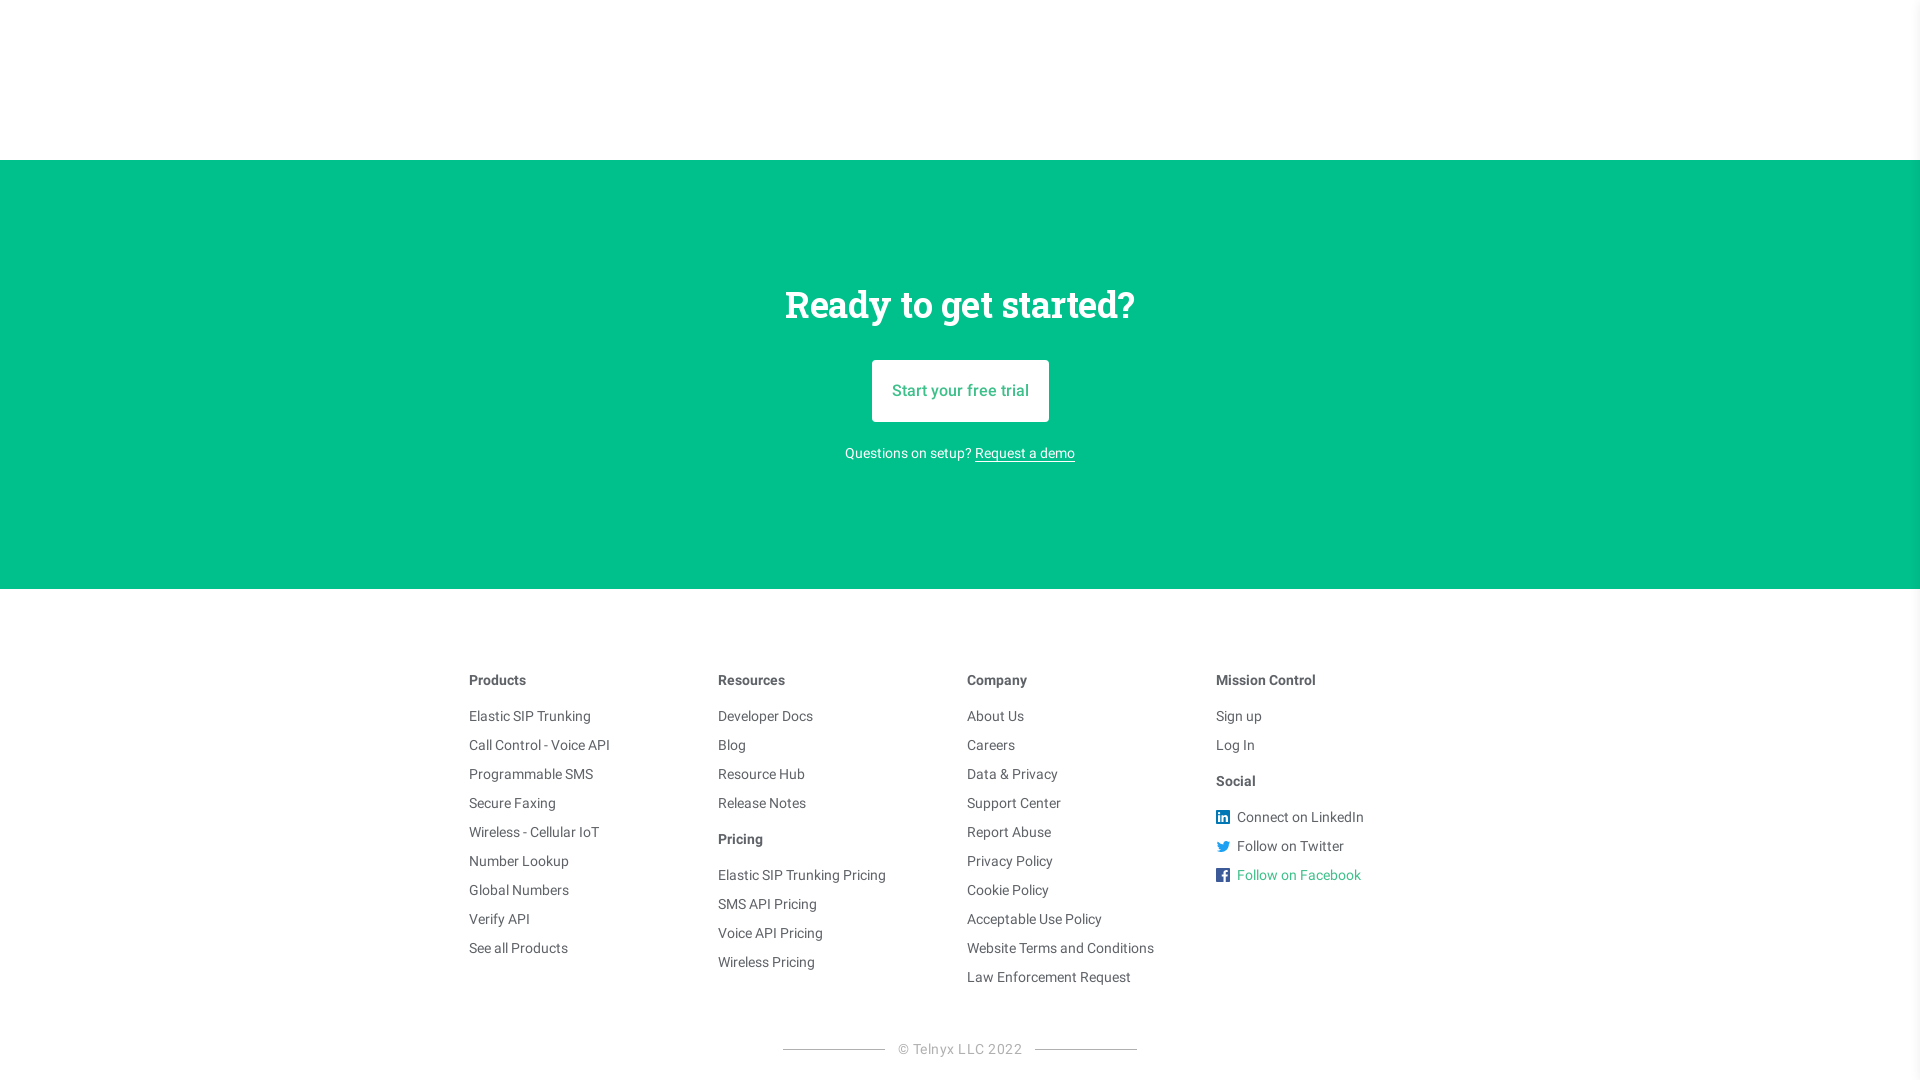 Ready to get started?
Start your free trial
Questions on setup? Request a demo
Products
Elastic SIP Trunking
Call Control - Voice API
Programmable SMS
Secure Faxing
Wireless - Cellular IoT
Number Lookup
Global Numbers
Verify API
See all Products
Resources
Developer Docs
Blog
Resource Hub
Release Notes
Pricing
Elastic SIP Trunking Pricing
SMS API Pricing
Voice API Pricing
Wireless Pricing
Company
About Us
Careers
Data & Privacy
Support Center
Report Abuse
Privacy Policy
Cookie Policy
Acceptable Use Policy
Website Terms and Conditions
Law Enforcement Request
Mission Control
Sign up
Log In
Social
Connect on LinkedIn
Follow on Twitter
Follow on Facebook
© Telnyx LLC 2022